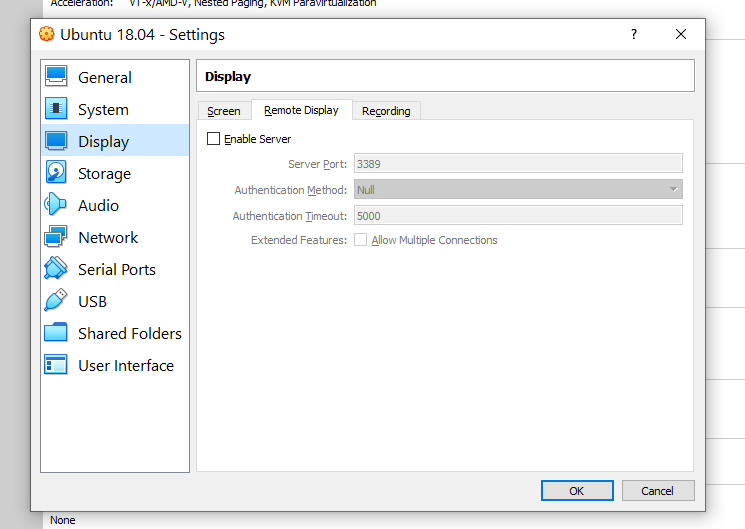 Acceleration: VT-x/AMD-V, Nested Paging, KVM Paravirtualization
Ubuntu 18.04 - Settings ?
General
System
Display
Storage
Audio
Network
Serial Ports
USB
Shared Folders
User Interface
Display
Screen Remote Display Recording
Enable Server
Server Port: 3389
Authentication Method: Null
Authentication Timeout: 5000
Extended Features: Allow Multiple Connections
OK Cancel
None